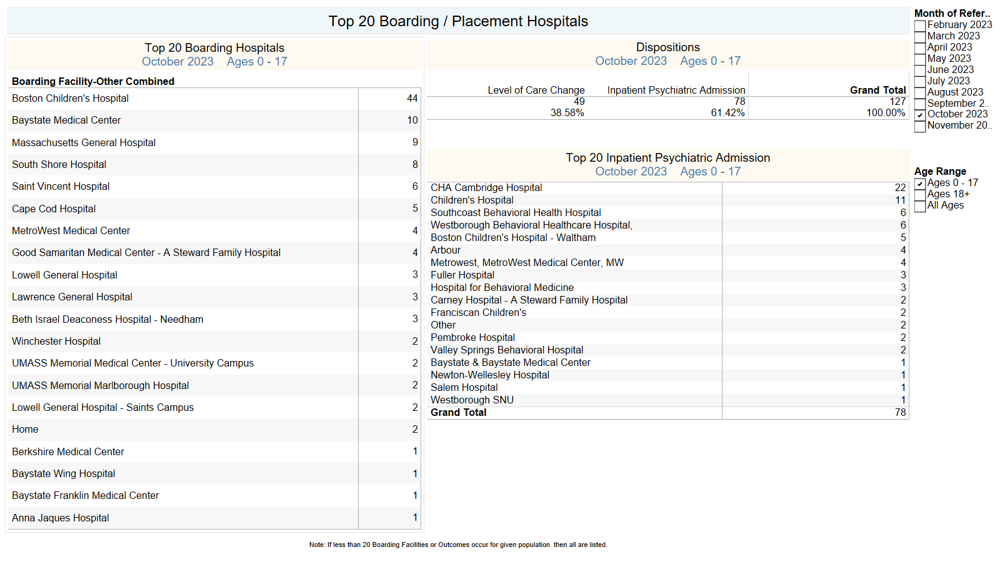 Top 20 Boarding / Placement Hospitals
Top 20 Boarding Hospitals
October 2023 Ages 0 - 17
Boarding Facility-Other Combined
Boston Children's Hospital 44
Baystate Medical Center 10
Massachusetts General Hospital 9
South Shore Hospital 8
Saint Vincent Hospital 6
Cape Cod Hospital 5
MetroWest Medical Center 4
Good Samaritan Medical Center - A Steward Family Hospital 4
Lowell General Hospital 3
Lawrence General Hospital 3
Beth Israel Deaconess Hospital - Needham 3
Winchester Hospital 2
UMASS Memorial Medical Center - University Campus 2
UMASS Memorial Marlborough Hospital 2
Lowell General Hospital - Saints Campus 2
Home 2
Berkshire Medical Center 1
Baystate Wing Hospital 1
Baystate Franklin Medical Center 1
Anna Jaques Hospital 1
Dispositions
October 2023 Ages 0 - 17
Level of Care Change Inpatient Psychiatric Admission Grand Total
49 78 127
38.58% 61.42% 100.00%
Top 20 Inpatient Psychiatric Admission
October 2023 Ages 0 - 17
CHA Cambridge Hospital 22
Children's Hospital 11
Southcoast Behavioral Health Hospital 6
Westborough Behavioral Healthcare Hospital, 6
Boston Children's Hospital - Waltham 5
Arbour 4
Metrowest, MetroWest Medical Center, MW 4
Fuller Hospital 3
Hospital for Behavioral Medicine 3
Carney Hospital - A Steward Family Hospital 2
Franciscan Children's 2
Other 2
Pembroke Hospital 2
Valley Springs Behavioral Hospital 2
Baystate & Baystate Medical Center 1
Newton-Wellesley Hospital 1
Salem Hospital 1
Westborough SNU 1
Grand Total 78
Month of Refer..
February 2023
March 2023
April 2023
May 2023
June 2023
July 2023
August 2023
September 2..
October 2023
November 20..
Age Range
Ages 0 - 17
Ages 18+
All Ages
Note: If less than 20 Boarding Facilities or Outcomes occur for given population then all are listed.